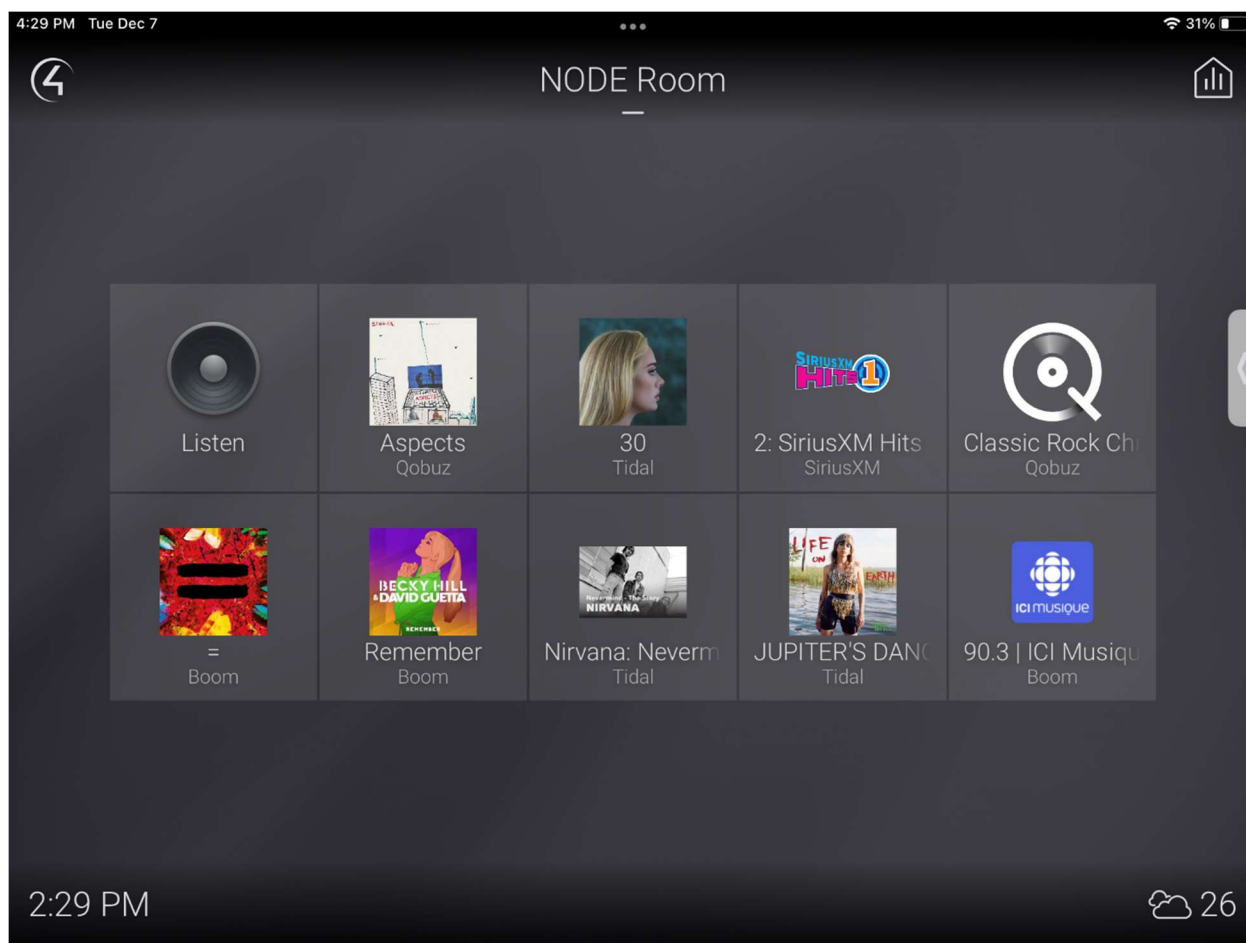 4:29 PM Tue Dec 7
31%
NODE Room
SIRIUSXM
HITS 1
Listen
Aspects
30
2: SiriusXM Hits
Classic Rock Ch
Qobuz
Tidal
SiriusXM
Qobuz
LIFE
ON
EARTH
BECKY HILL
& DAVID GUETTA
REMEMBER
Nevermind - The Story
NIRVANA
ICI MUSIQUE
=
Remember
Nirvana: Neverm
JUPITER'S DANC
90.3 | ICI Musiqu
Boom
Boom
Tidal
Tidal
Boom
2:29 PM
26